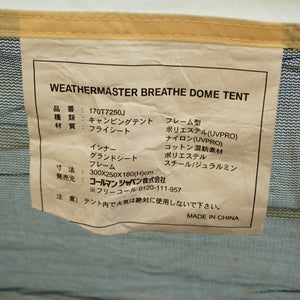 WEATHERMASTER BREATHE DOME TENT
品 番 : 170T7250J
種 類 : キャンピングテント フレーム型
材 質 : フライシート ポリエステル(UVPRO)
ナイロン(UVPRO)
インナー コットン混紡素材
グランドシート ポリエステル
フレーム スチール/ジュラルミン
寸 法 : 300X250X180(H)cm
発売元 : コールマン ジャパン株式会社
※フリーコール 0120-111-957
注 意 : テント内で火気は絶対に使用しないで下さい。
MADE IN CHINA